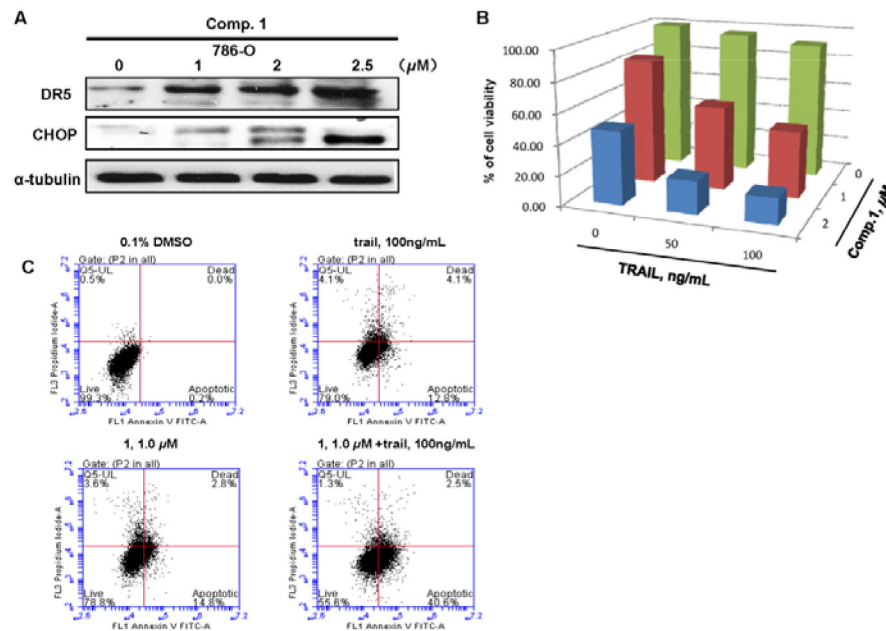 A
Comp. 1
786-O
0 1 2 2.5 (μM)
DR5
CHOP
α-tubulin
B
% of cell viability
100.00
80.00
60.00
40.00
20.00
0.00
0 50 100
TRAIL, ng/mL
0
1
2
Comp.1, μM
C
0.1% DMSO
Gate: (P2 in all)
Q5-UL Dead
0.5% 0.0%
Live Apoptotic
99.3% 0.2%
FL3 Propidium Iodide-A
FL1 Annexin V FITC-A
trail, 100ng/mL
Gate: (P2 in all)
Q5-UL Dead
4.1% 4.1%
Live Apoptotic
79.0% 12.8%
FL3 Propidium Iodide-A
FL1 Annexin V FITC-A
1, 1.0 μM
Gate: (P2 in all)
Q5-UL Dead
3.6% 2.8%
Live Apoptotic
78.8% 14.8%
FL3 Propidium Iodide-A
FL1 Annexin V FITC-A
1, 1.0 μM +trail, 100ng/mL
Gate: (P2 in all)
Q5-UL Dead
1.3% 2.5%
Live Apoptotic
55.6% 40.6%
FL3 Propidium Iodide-A
FL1 Annexin V FITC-A